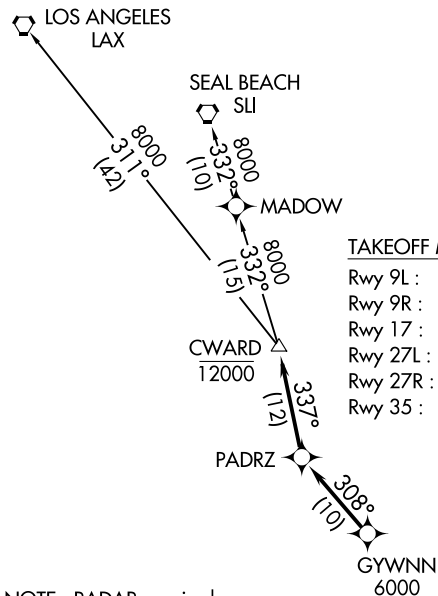 LOS ANGELES
LAX
SEAL BEACH
SLI
8000
311°
(42)
8000
332°
(10)
MADOW
8000
332°
(15)
TAKEOFF
Rwy 9L :
Rwy 9R :
Rwy 17 :
Rwy 27L :
Rwy 27R :
Rwy 35 :
CWARD
12000
337°
(12)
PADRZ
308°
(10)
GYWNN
6000
NOTE: RADAR required